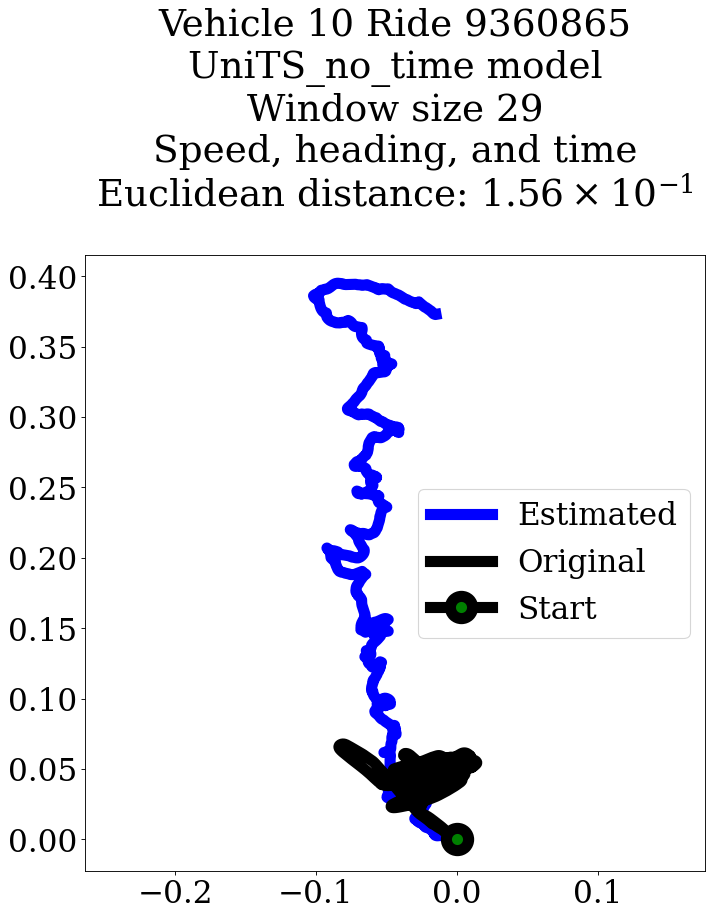 Vehicle 10 Ride 9360865
UniTS_no_time model
Window size 29
Speed, heading, and time
Euclidean distance: 1.56 × 10⁻¹
0.40
0.35
0.30
0.25
0.20
0.15
0.10
0.05
0.00
Estimated
Original
Start
−0.2
−0.1
0.0
0.1